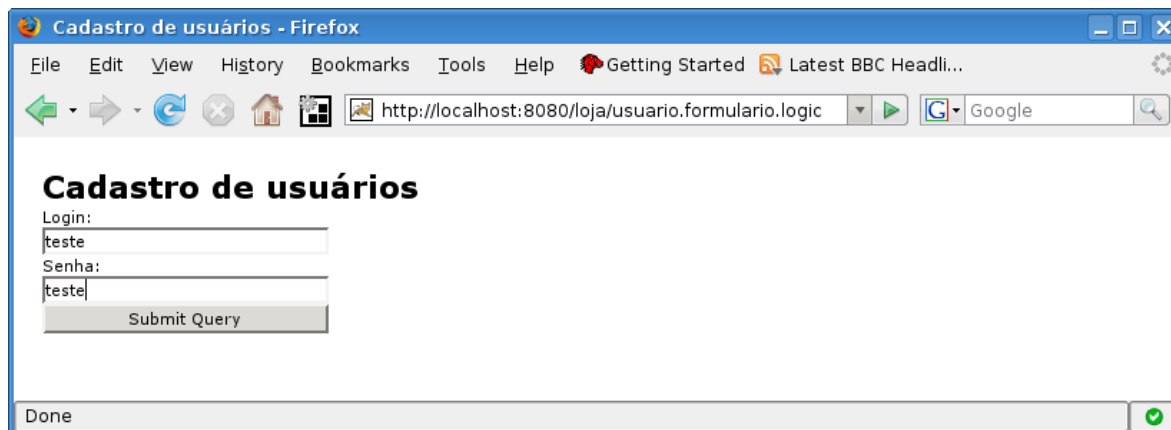 Cadastro de usuários - Firefox
File Edit View History Bookmarks Tools Help Getting Started Latest BBC Headli...
http://localhost:8080/loja/usuario.formulario.logic G Google
Cadastro de usuários
Login:
teste
Senha:
teste
Submit Query
Done